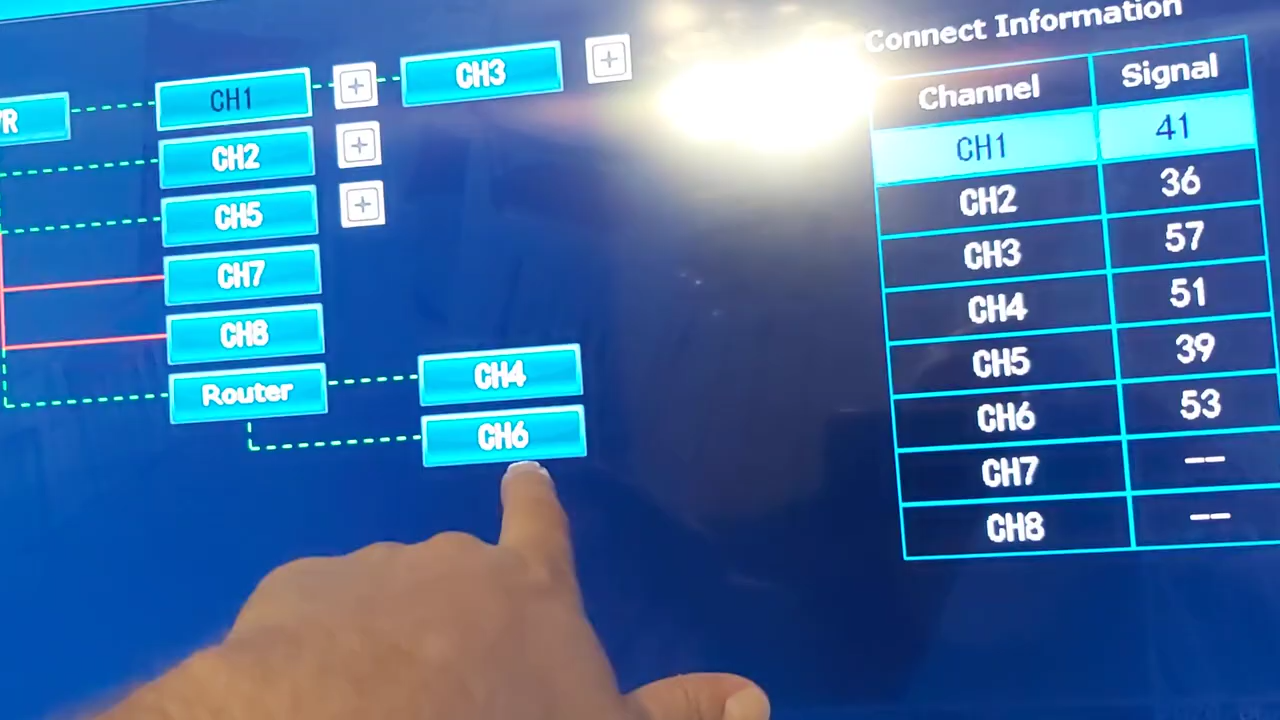 Connect Information
Channel Signal
CH1 41
CH2 36
CH3 57
CH4 51
CH5 39
CH6 53
CH7 --
CH8 --
R
CH1 + CH3 +
CH2 +
CH5 +
CH7
CH8
Router CH4
CH6